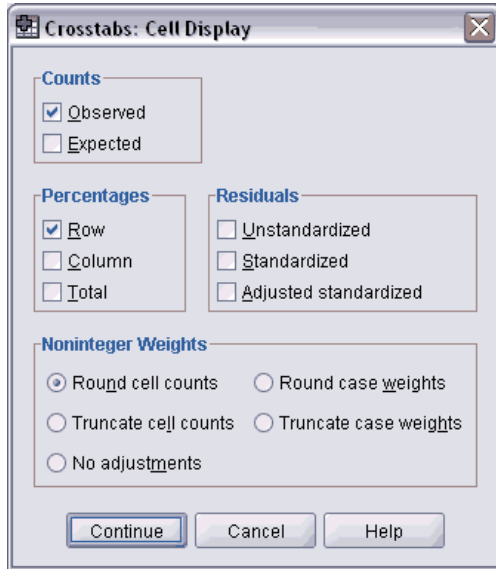 Crosstabs: Cell Display
Counts
Observed
Expected
Percentages
Row
Column
Total
Residuals
Unstandardized
Standardized
Adjusted standardized
Noninteger Weights
Round cell counts Round case weights
Truncate cell counts Truncate case weights
No adjustments
Continue Cancel Help